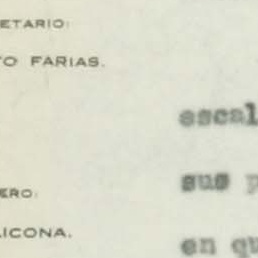 ETARIO:
TO FARIAS.
escal
sus p
ERO.
LICONA.
en qu